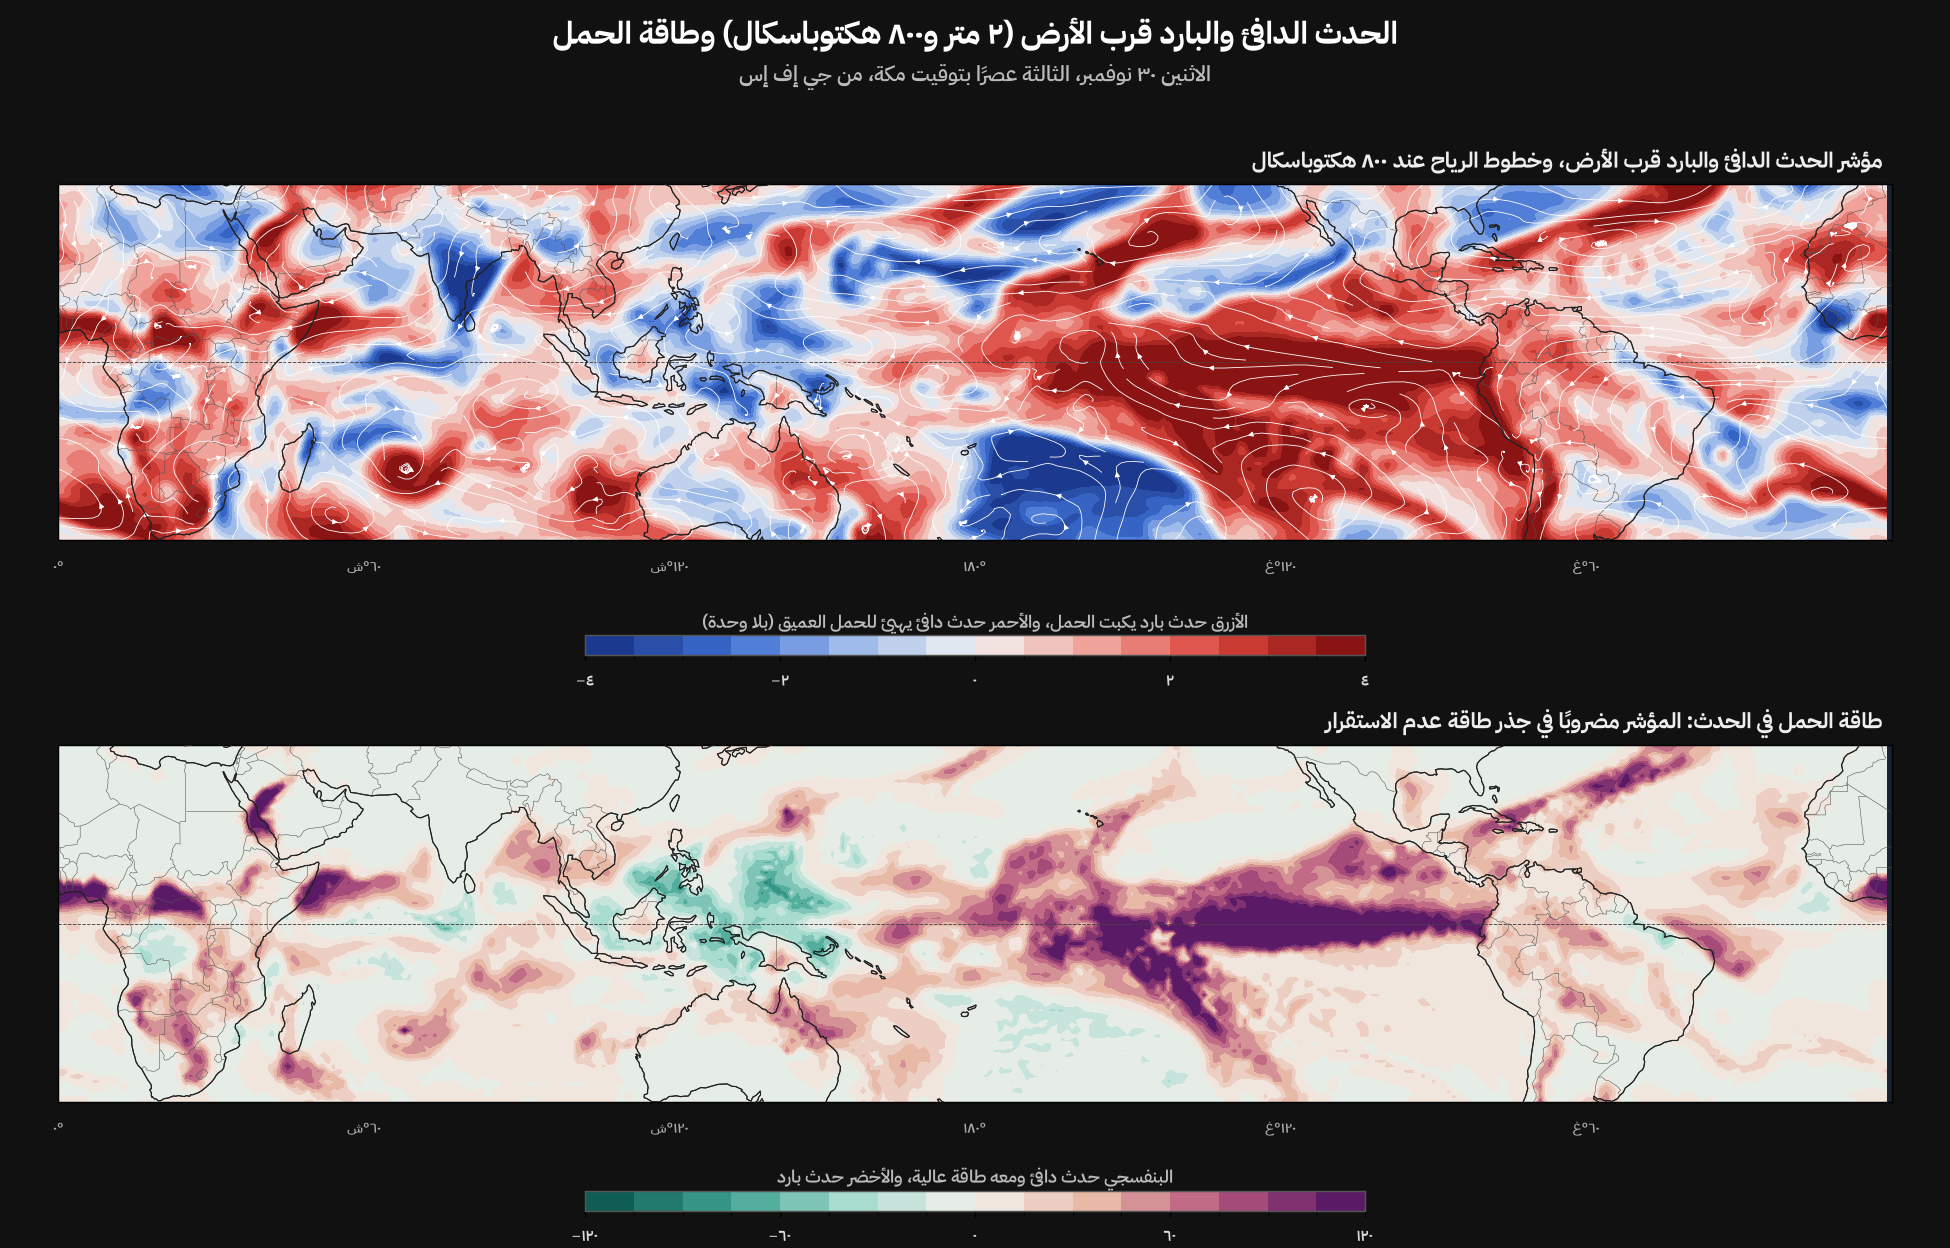 الحدث الدافئ والبارد قرب الأرض (٢ متر و٨٠٠ هكتوباسكال) وطاقة الحمل
الاثنين ٣٠ نوفمبر، الثالثة عصرًا بتوقيت مكة، من جي إف إس
مؤشر الحدث الدافئ والبارد قرب الأرض، وخطوط الرياح عند ٨٠٠ هكتوباسكال
٠° ٦٠°ش ١٢٠°ش ١٨٠° ١٢٠°غ ٦٠°غ
الأزرق حدث بارد يكبت الحمل، والأحمر حدث دافئ يهيئ للحمل العميق (بلا وحدة)
−٤ −٢ ٠ ٢ ٤
طاقة الحمل في الحدث: المؤشر مضروبًا في جذر طاقة عدم الاستقرار
٠° ٦٠°ش ١٢٠°ش ١٨٠° ١٢٠°غ ٦٠°غ
البنفسجي حدث دافئ ومعه طاقة عالية، والأخضر حدث بارد
−١٢٠ −٦٠ ٠ ٦٠ ١٢٠